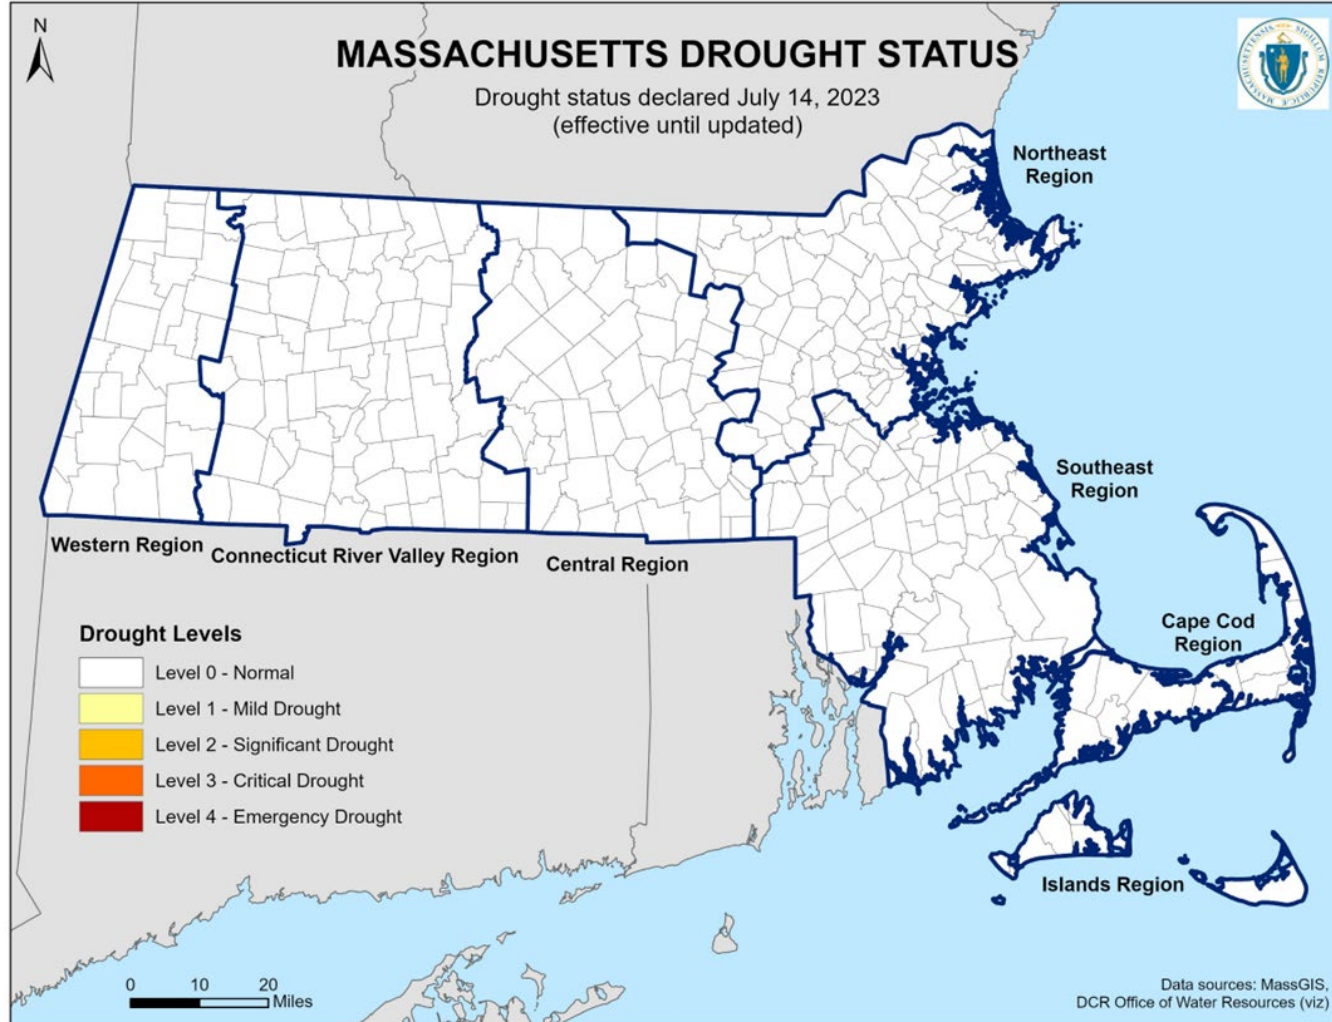 N
MASSACHUSETTS DROUGHT STATUS
Drought status declared July 14, 2023
(effective until updated)
Northeast
Region
Southeast
Region
Western Region
Connecticut River Valley Region
Central Region
Cape Cod
Region
Islands Region
Drought Levels
Level 0 - Normal
Level 1 - Mild Drought
Level 2 - Significant Drought
Level 3 - Critical Drought
Level 4 - Emergency Drought
0 10 20
Miles
Data sources: MassGIS,
DCR Office of Water Resources (viz)